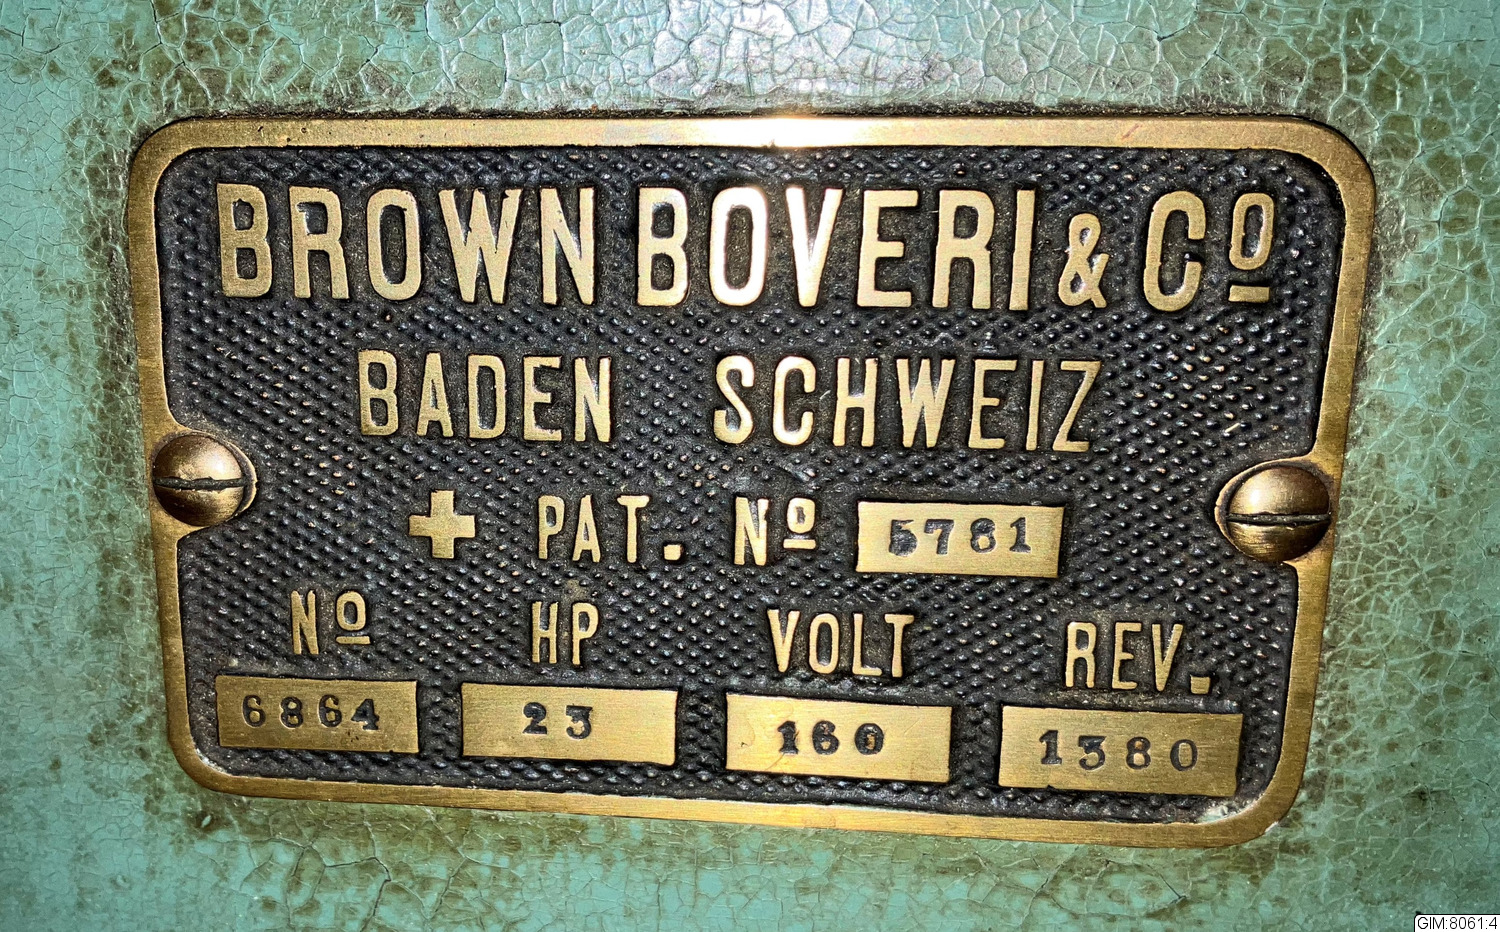 BROWN BOVERI & Cº
BADEN SCHWEIZ
+ PAT. Nº 5781
Nº HP VOLT REV.
6864 23 160 1380
GIM:8061:4